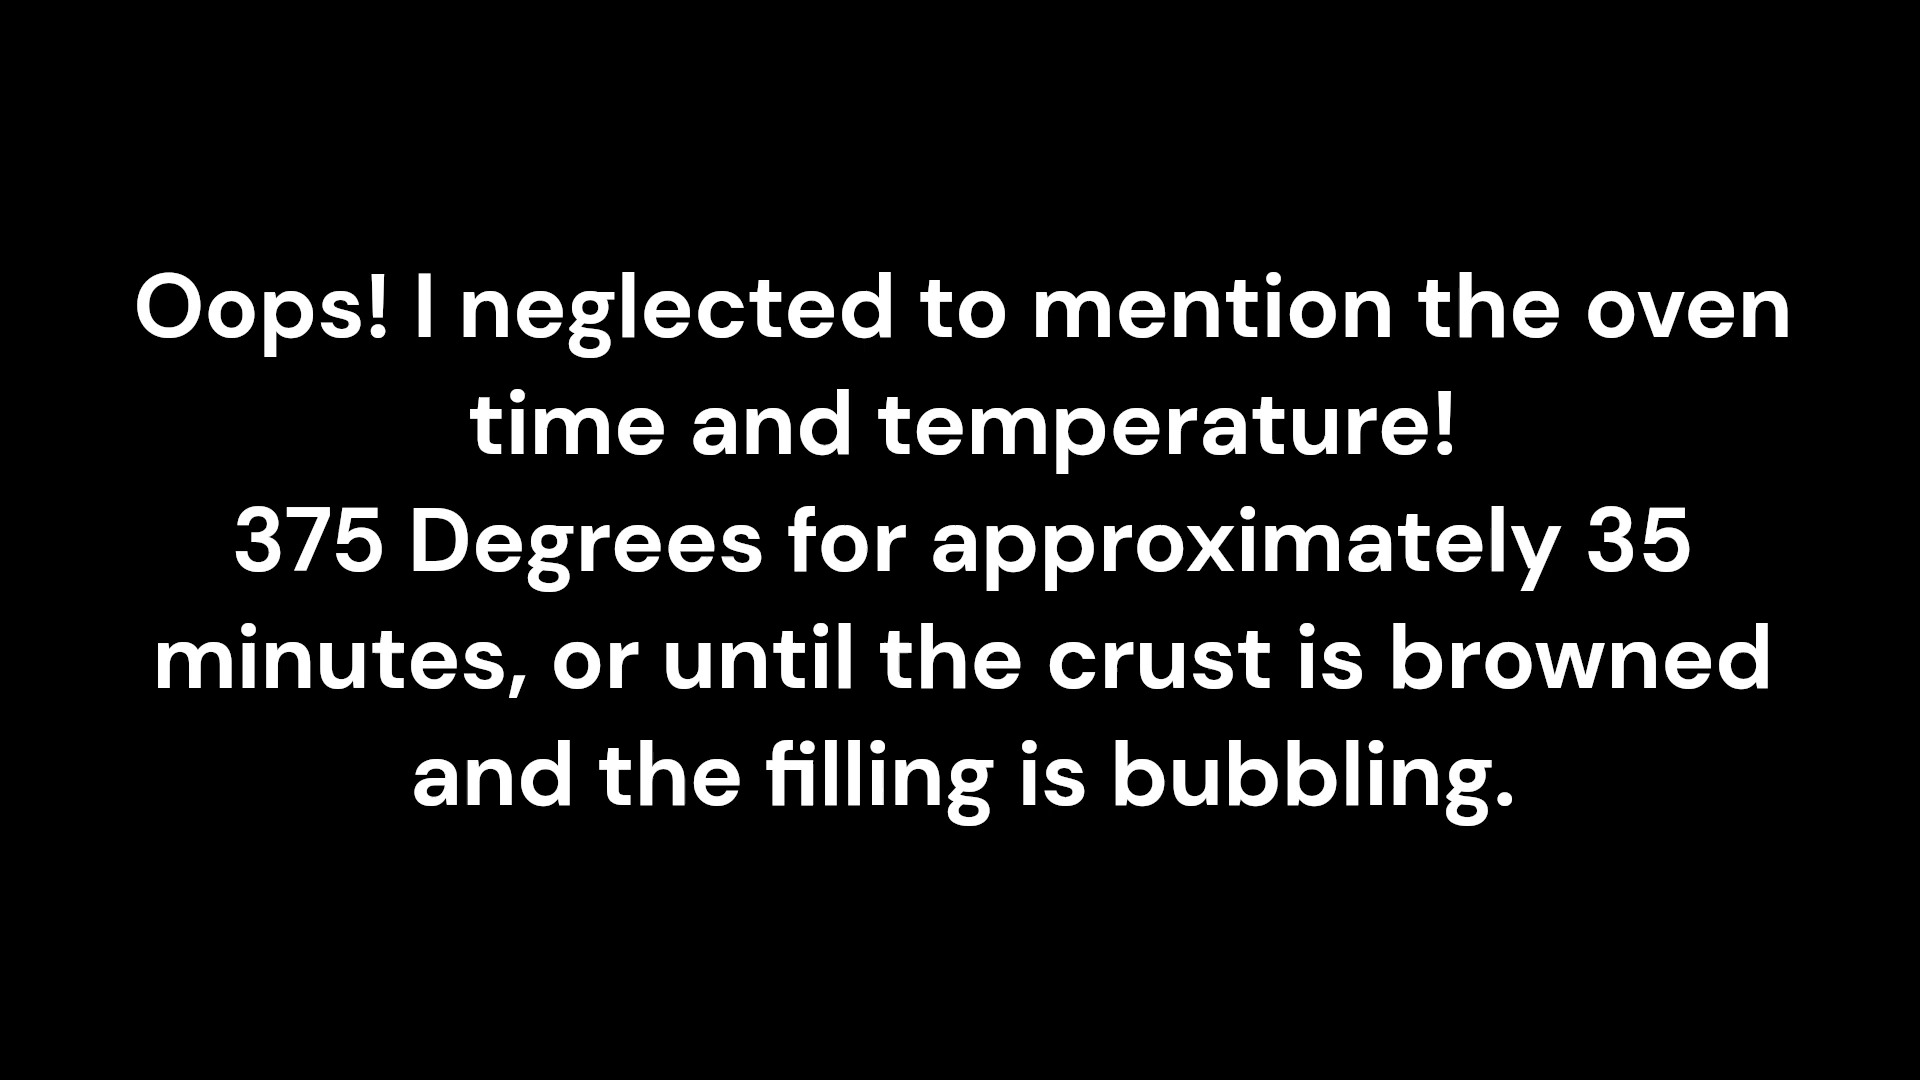 Oops! I neglected to mention the oven
time and temperature!
375 Degrees for approximately 35
minutes, or until the crust is browned
and the filling is bubbling.